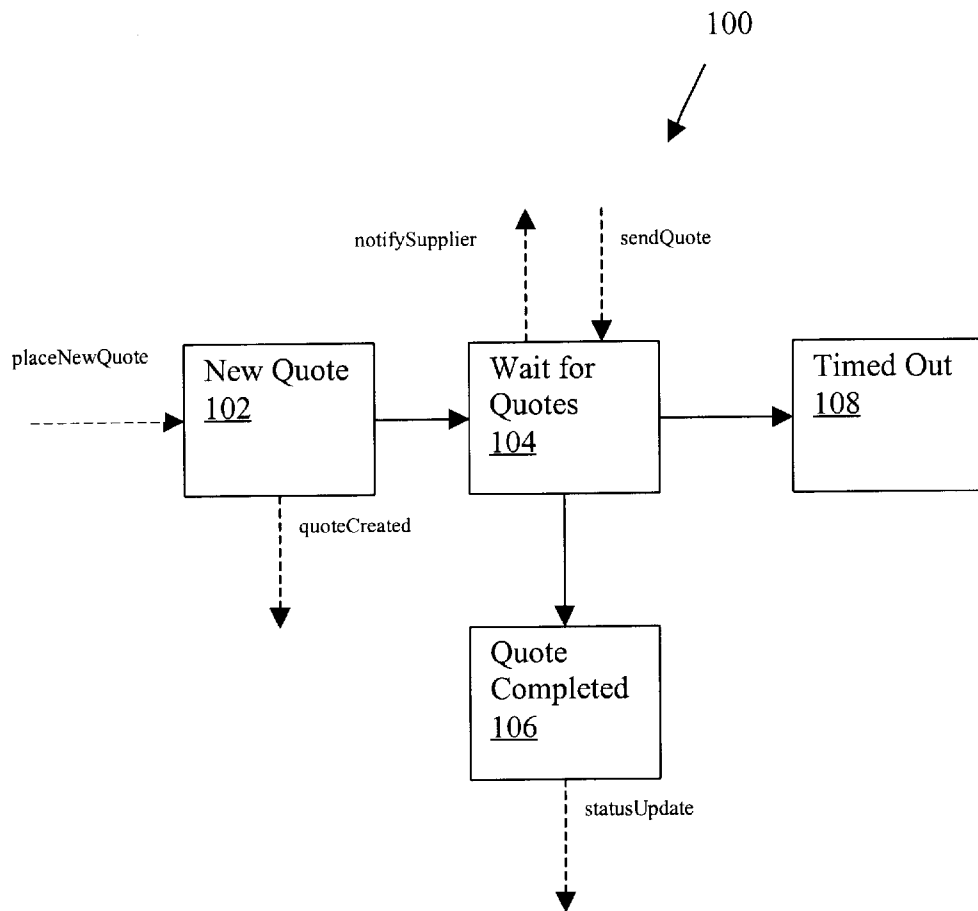 100
notifySupplier
sendQuote
placeNewQuote
New Quote
102
Wait for
Quotes
104
Timed Out
108
quoteCreated
Quote
Completed
106
statusUpdate